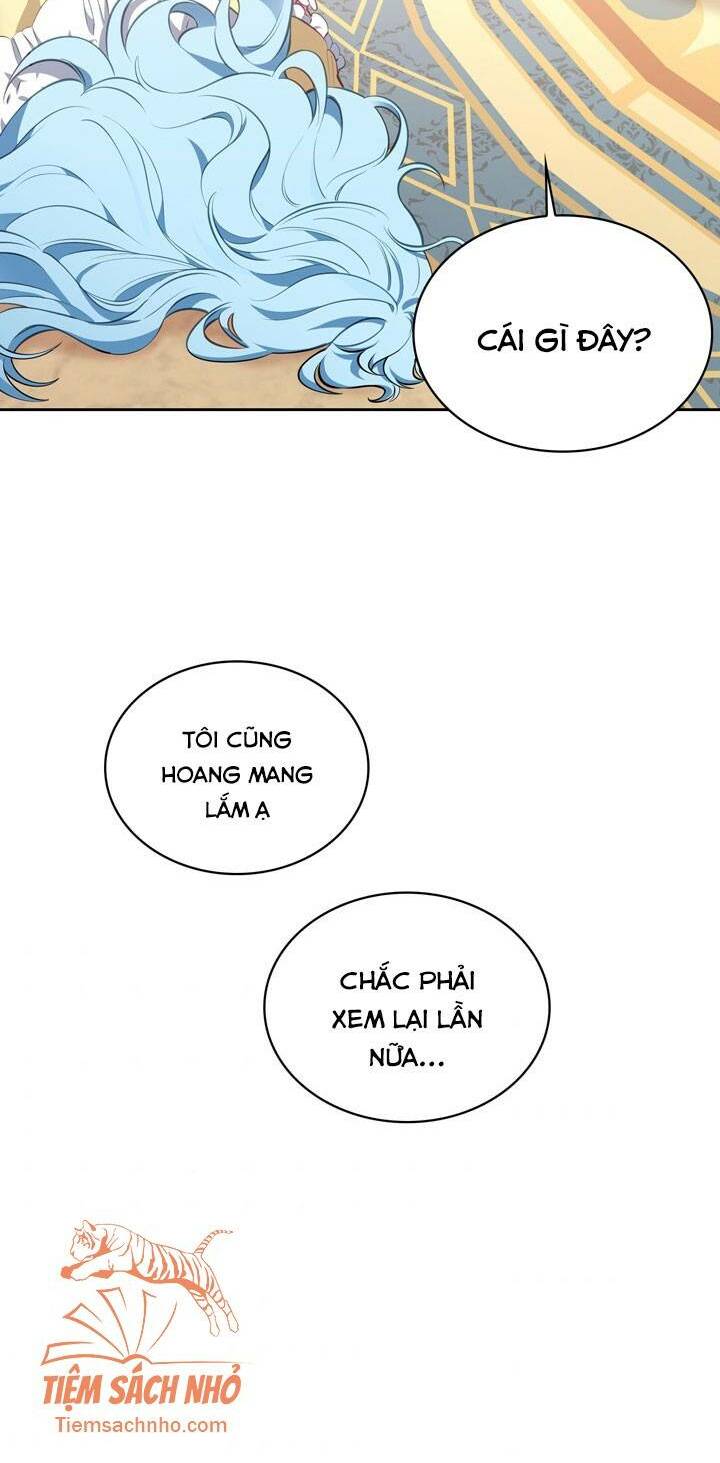 CÁI GÌ ĐÂY?
TÔI CŨNG
HOANG MANG
LẮM Ạ
CHẮC PHẢI
XEM LẠI LẦN
NỮA...
TIỆM SÁCH NHỎ
Tiemsachnho.com